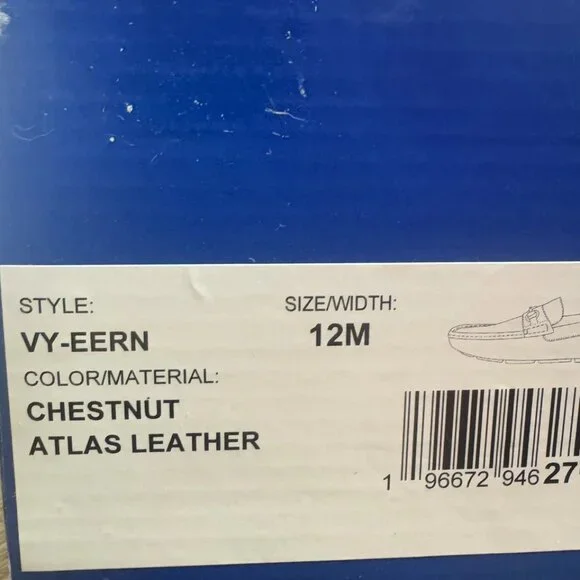 STYLE:
VY-EERN
SIZE/WIDTH:
12M
COLOR/MATERIAL:
CHESTNUT
ATLAS LEATHER
1 96672 946